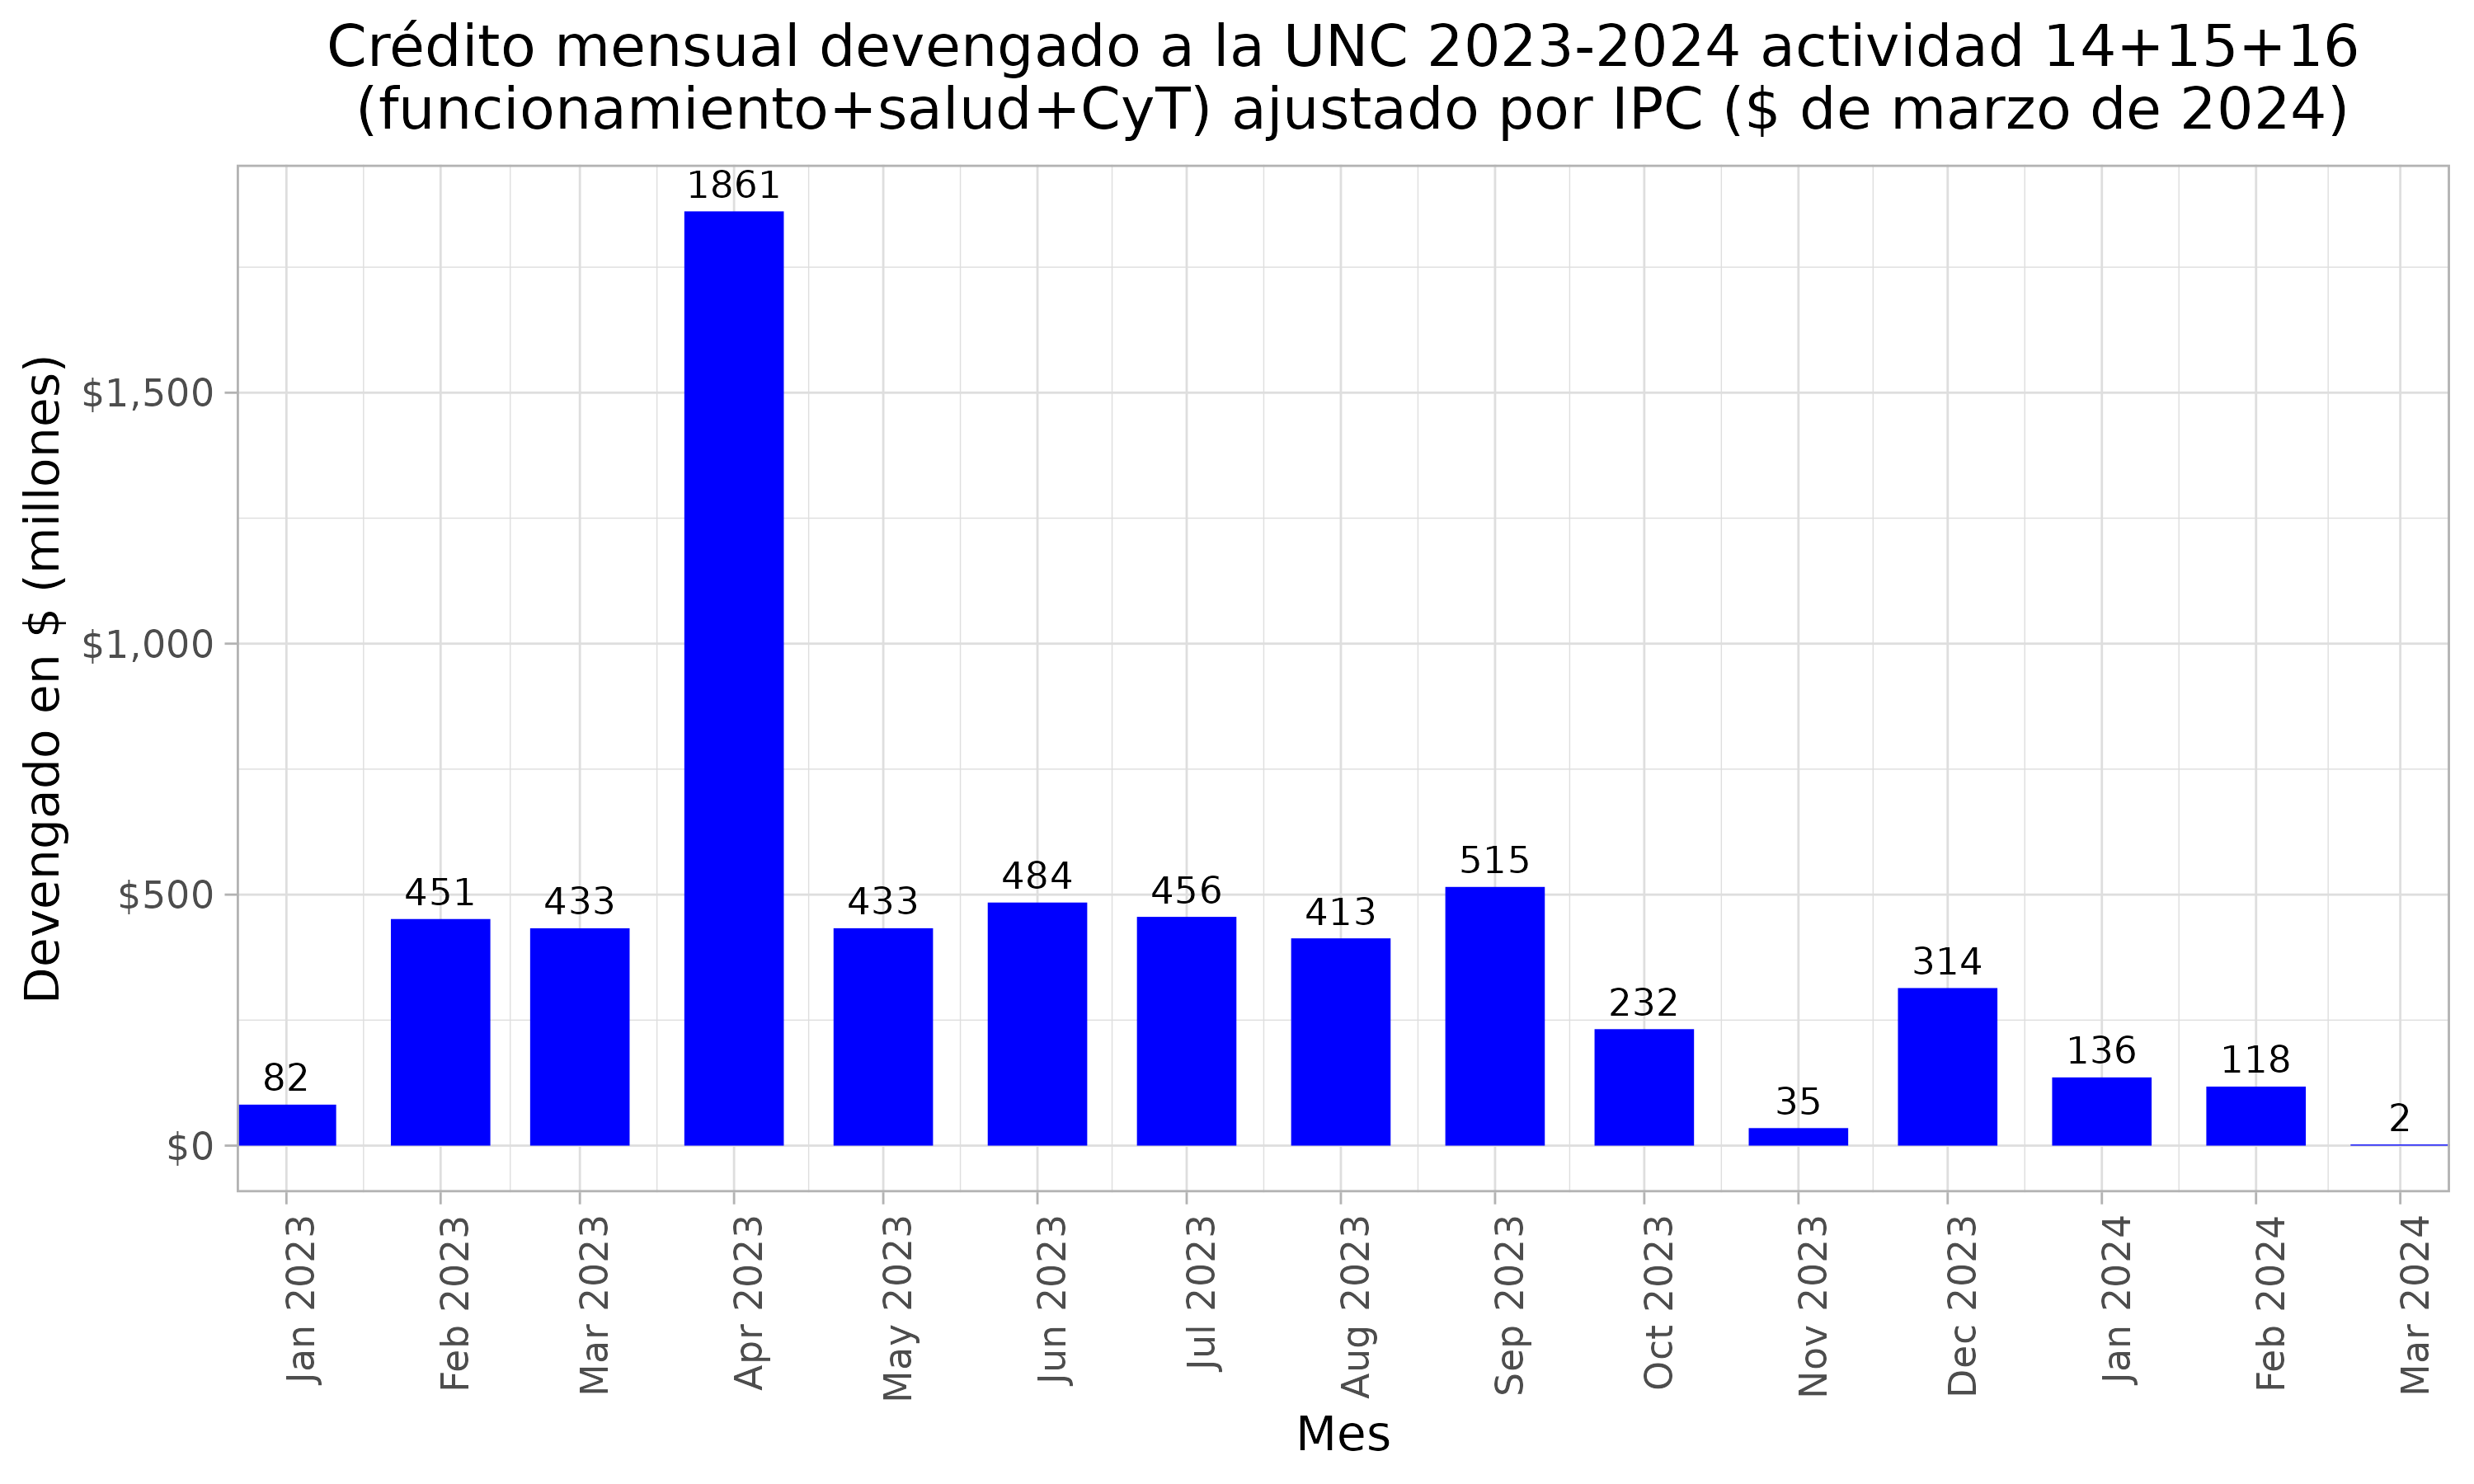 Crédito mensual devengado a la UNC 2023-2024 actividad 14+15+16
(funcionamiento+salud+CyT) ajustado por IPC ($ de marzo de 2024)
Devengado en $ (millones)
$1,500
$1,000
$500
$0
82
451
433
1861
433
484
456
413
515
232
35
314
136
118
2
Jan 2023
Feb 2023
Mar 2023
Apr 2023
May 2023
Jun 2023
Jul 2023
Aug 2023
Sep 2023
Oct 2023
Nov 2023
Dec 2023
Jan 2024
Feb 2024
Mar 2024
Mes